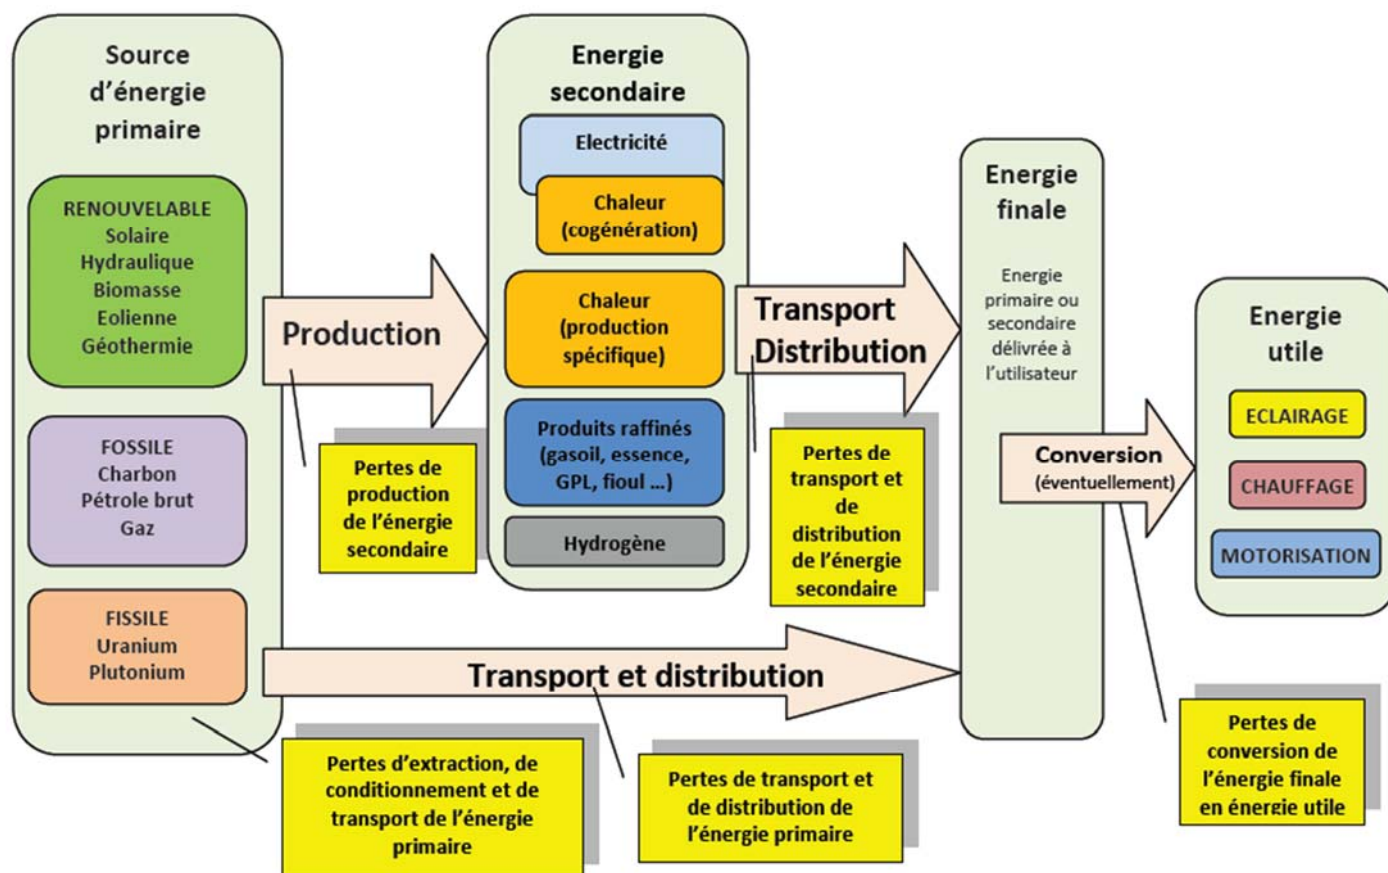 Source
d'énergie
primaire
RENOUVELABLE
Solaire
Hydraulique
Biomasse
Eolienne
Géothermie
FOSSILE
Charbon
Pétrole brut
Gaz
FISSILE
Uranium
Plutonium
Production
Pertes de
production
de l'énergie
secondaire
Energie
secondaire
Electricité
Chaleur
(cogénération)
Chaleur
(production
spécifique)
Produits raffinés
(gasoil, essence,
GPL, fioul ...)
Hydrogène
Transport
Distribution
Pertes de
transport et
de
distribution
de l'énergie
secondaire
Energie
finale
Energie
primaire ou
secondaire
délivrée à
l'utilisateur
Conversion
(éventuellement)
Energie
utile
ECLAIRAGE
CHAUFFAGE
MOTORISATION
Transport et distribution
Pertes d'extraction, de
conditionnement et de
transport de l'énergie
primaire
Pertes de transport et
de distribution de
l'énergie primaire
Pertes de
conversion de
l'énergie finale
en énergie utile